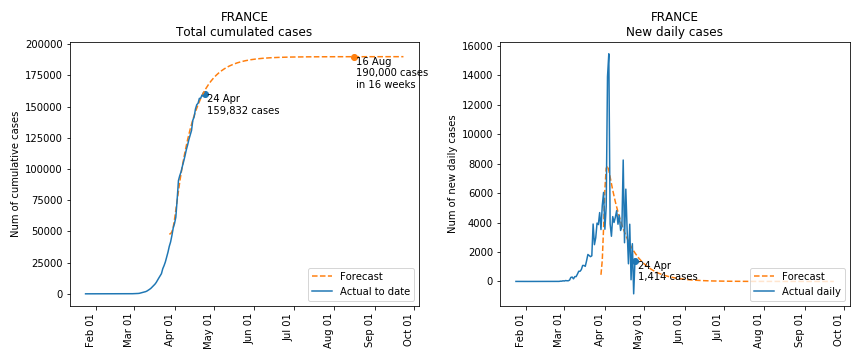 FRANCE
Total cumulated cases
Num of cumulative cases
200000
175000
150000
125000
100000
75000
50000
25000
0
16 Aug
190,000 cases
in 16 weeks
24 Apr
159,832 cases
Forecast
Actual to date
Feb 01
Mar 01
Apr 01
May 01
Jun 01
Jul 01
Aug 01
Sep 01
Oct 01
FRANCE
New daily cases
Num of new daily cases
16000
14000
12000
10000
8000
6000
4000
2000
0
24 Apr
1,414 cases
Forecast
Actual daily
Feb 01
Mar 01
Apr 01
May 01
Jun 01
Jul 01
Aug 01
Sep 01
Oct 01